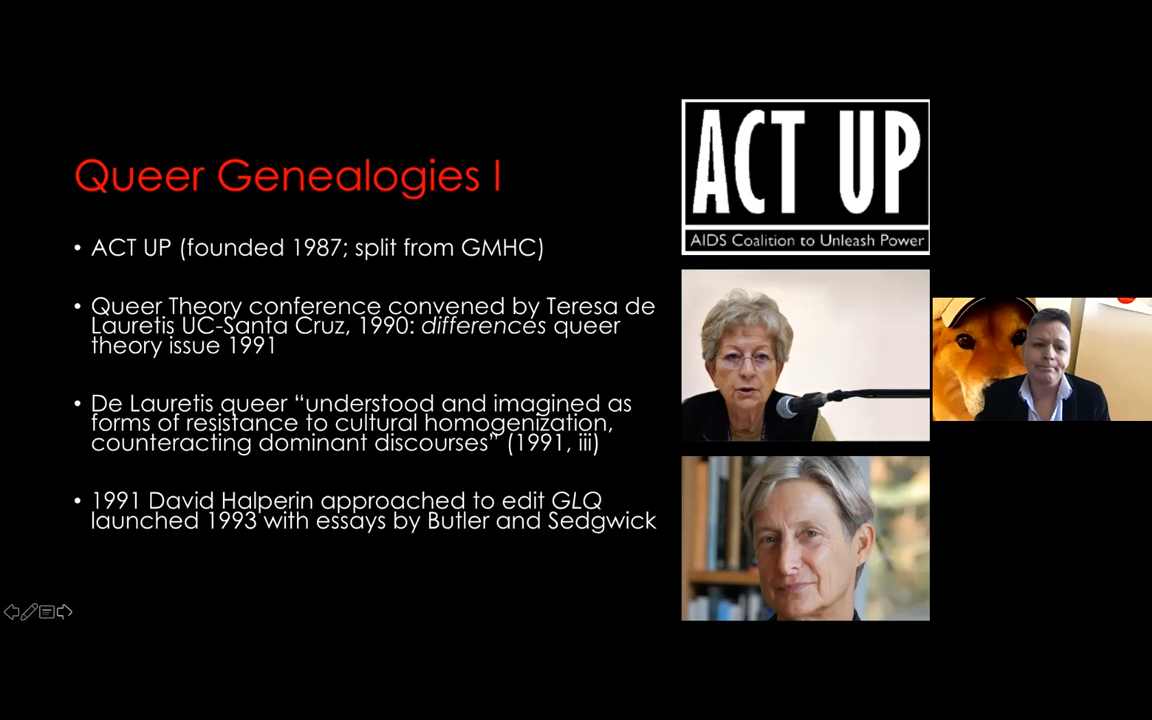 Queer Genealogies I
• ACT UP (founded 1987; split from GMHC)
• Queer Theory conference convened by Teresa de
Lauretis UC-Santa Cruz, 1990: differences queer
theory issue 1991
• De Lauretis queer “understood and imagined as
forms of resistance to cultural homogenization,
counteracting dominant discourses” (1991, iii)
• 1991 David Halperin approached to edit GLQ
launched 1993 with essays by Butler and Sedgwick
ACT UP
AIDS Coalition to Unleash Power